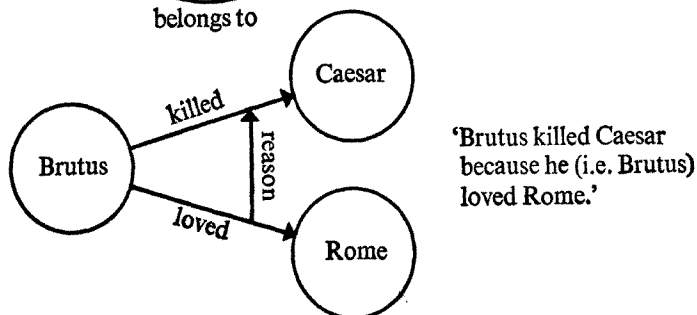 belongs to
Caesar
killed
Brutus
reason
loved
Rome
‘Brutus killed Caesar
because he (i.e. Brutus)
loved Rome.’